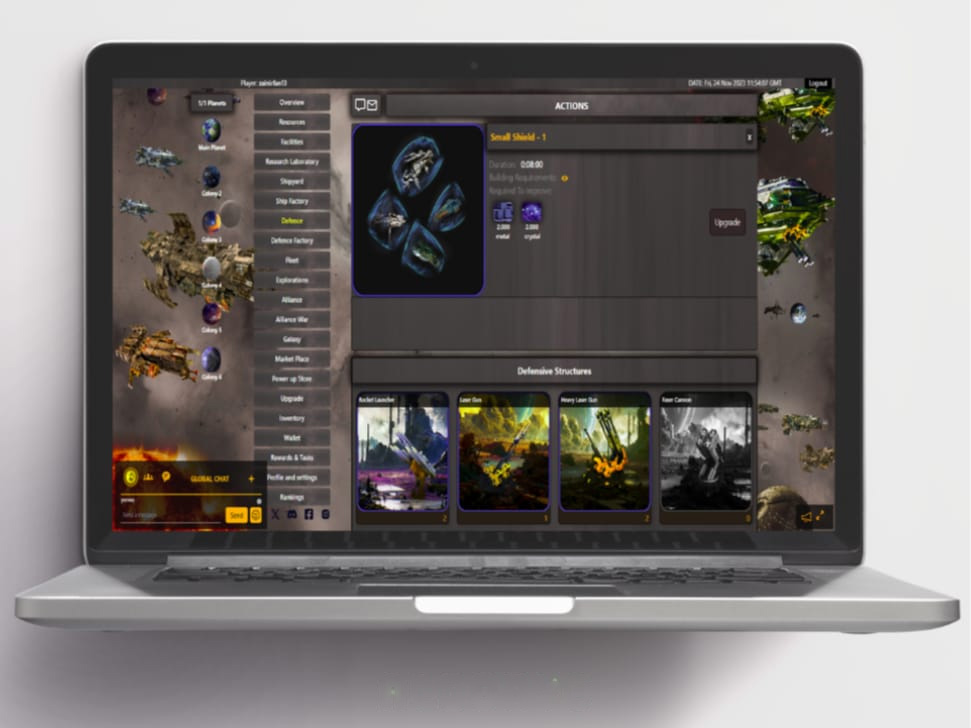 DATE: Fri, 24 Nov 2023 11:54:07 GMT
Logout
1/1 Planets
Main Planet
Colony 2
Colony 3
Colony 4
Colony 5
Colony 6
Overview
Resources
Facilities
Research Laboratory
Shipyard
Ship Factory
Defence
Defence Factory
Fleet
Explorations
Alliance
Alliance War
Galaxy
Market Place
Power up Store
Upgrade
Inventory
Wallet
Rewards & Tasks
Profile and settings
Rankings
ACTIONS
Small Shield - 1
X
Duration: 0:08:00
Building Requirements:
Required To improve:
2.000
metal
2.000
crystal
Upgrade
Defensive Structures
Rocket Launcher
2
Laser Gun
1
Heavy Laser Gun
2
Cannon
0
GLOBAL CHAT
+
Send